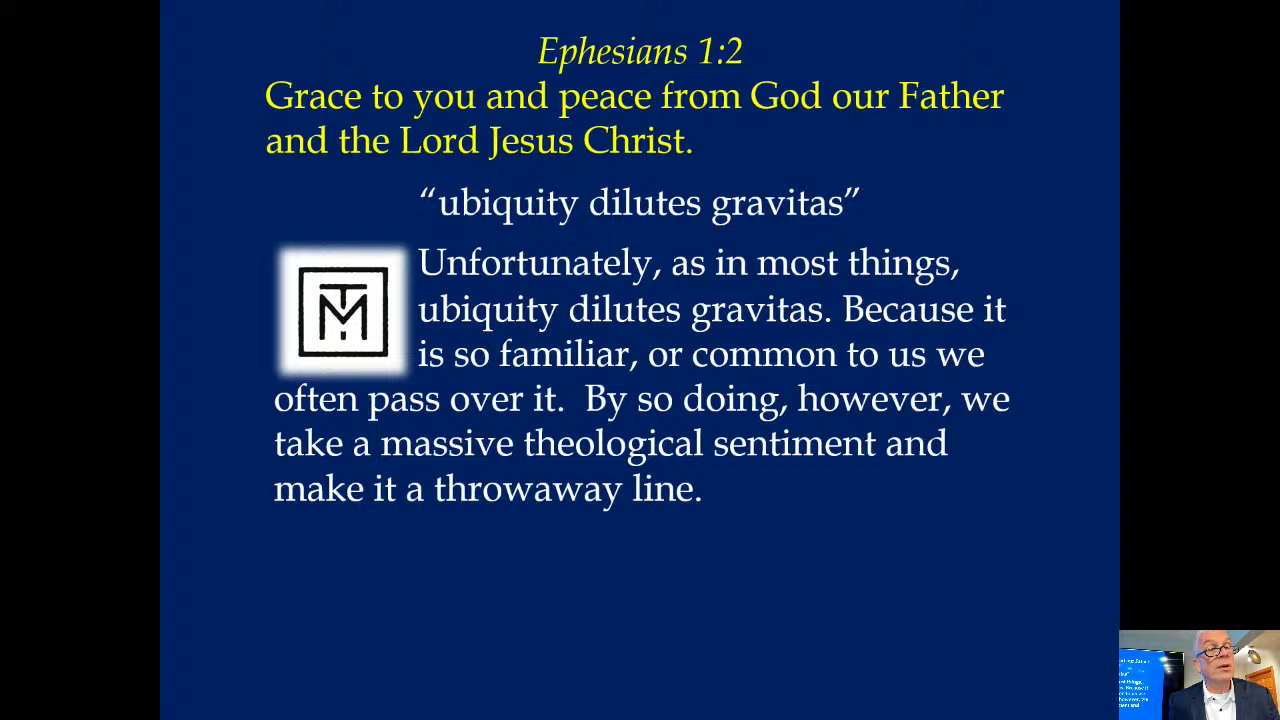 Ephesians 1:2
Grace to you and peace from God our Father
and the Lord Jesus Christ.
“ubiquity dilutes gravitas”
Unfortunately, as in most things,
TM
ubiquity dilutes gravitas. Because it
is so familiar, or common to us we
often pass over it.  By so doing, however, we
take a massive theological sentiment and
make it a throwaway line.